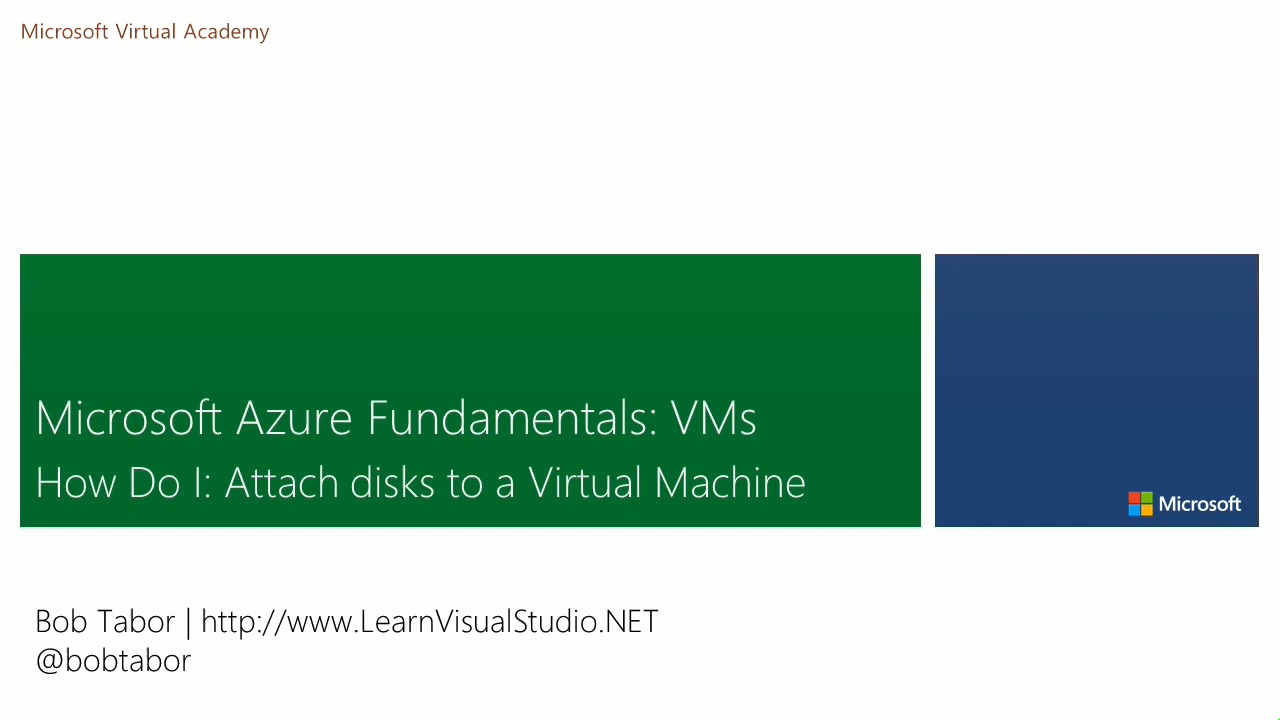 Microsoft Virtual Academy
Microsoft Azure Fundamentals: VMs
How Do I: Attach disks to a Virtual Machine
Microsoft
Bob Tabor | http://www.LearnVisualStudio.NET
@bobtabor